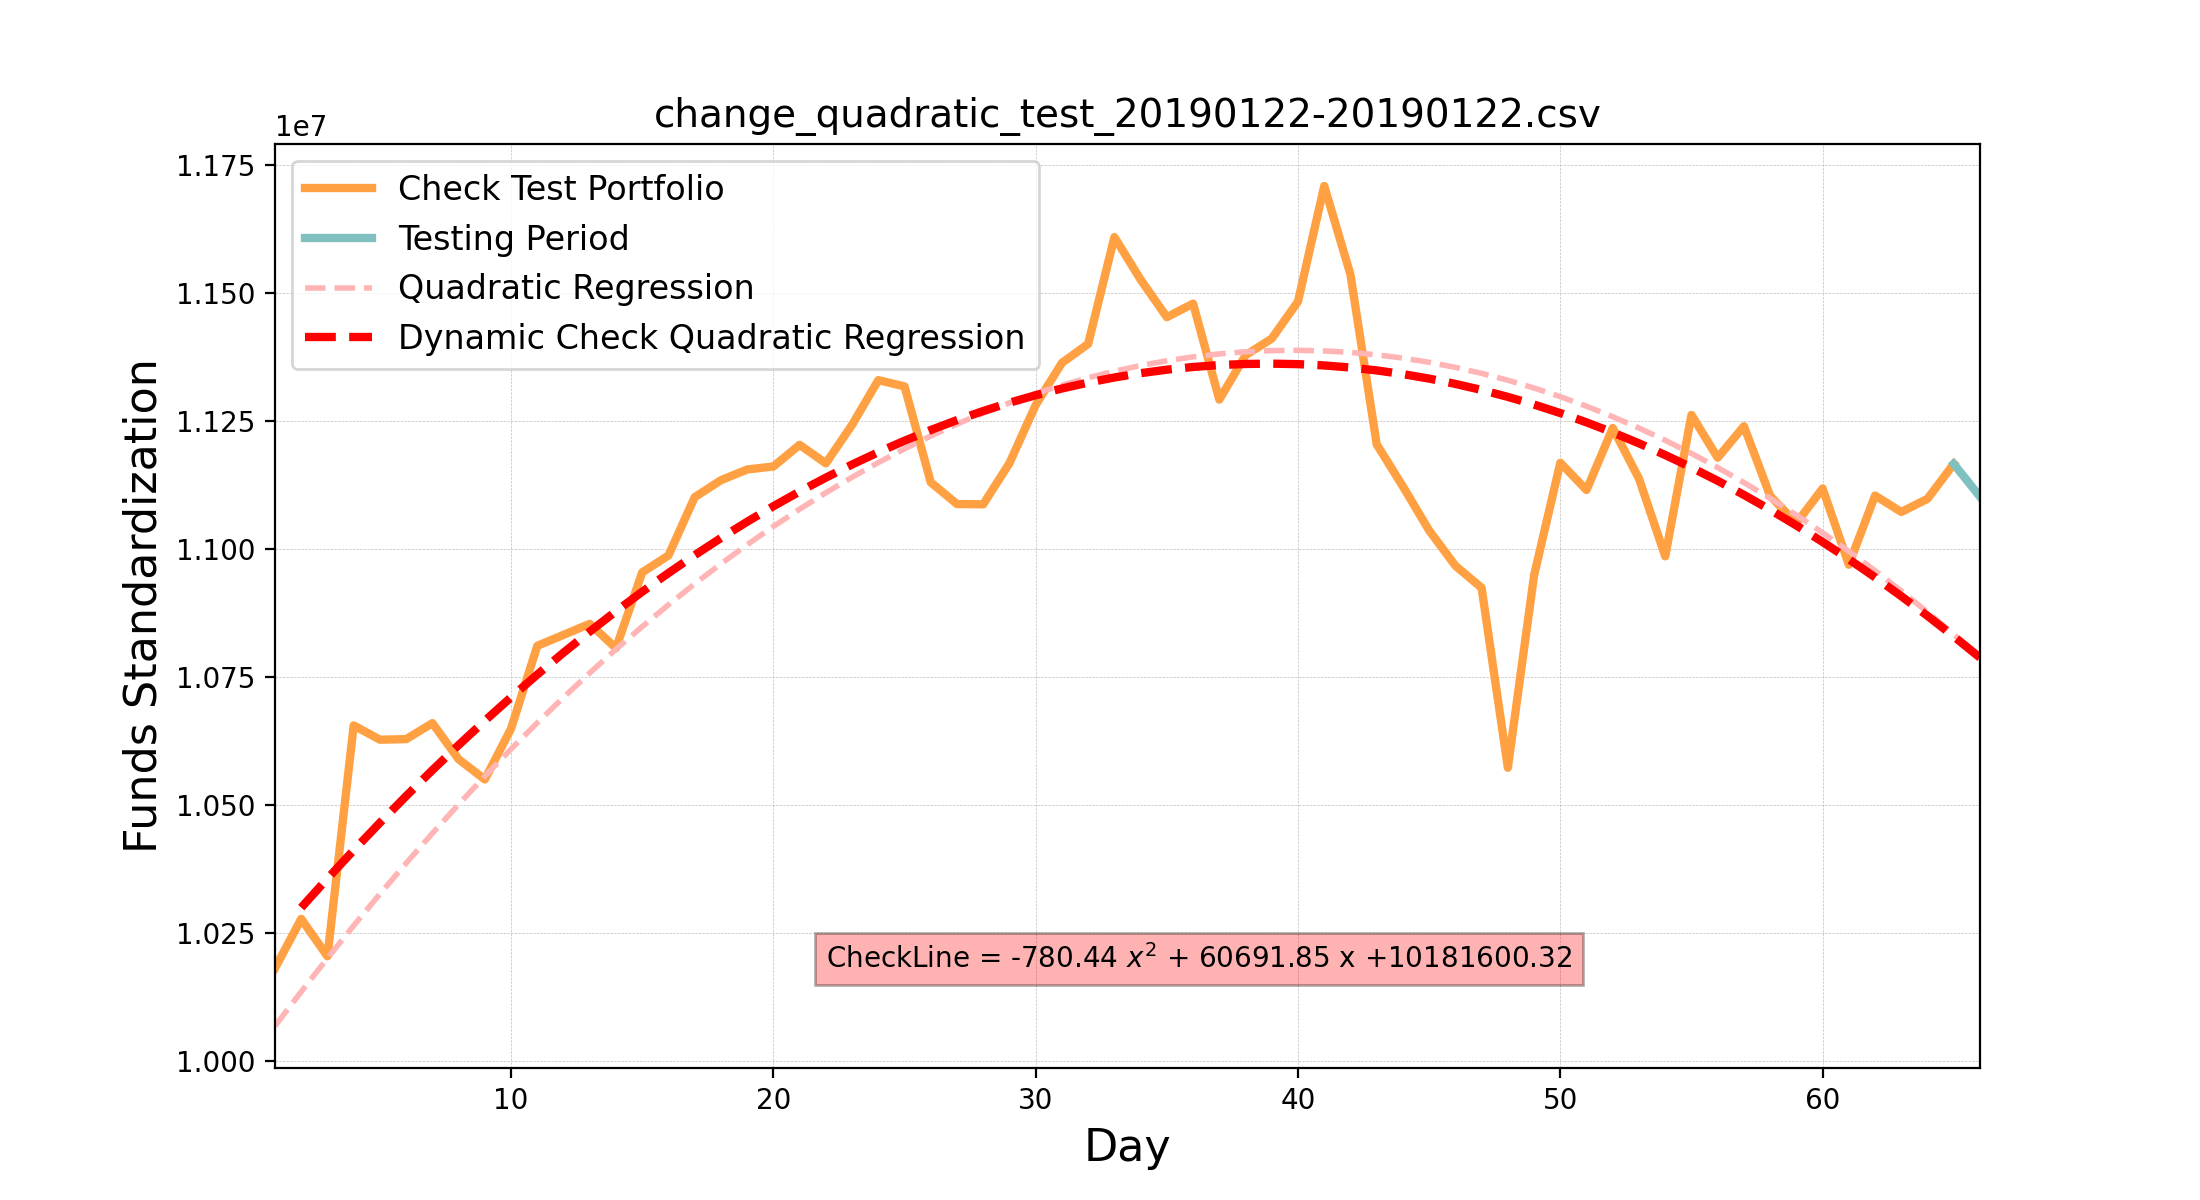 change_quadratic_test_20190122-20190122.csv
1e7
Check Test Portfolio
Testing Period
Quadratic Regression
Dynamic Check Quadratic Regression
Funds Standardization
1.175
1.150
1.125
1.100
1.075
1.050
1.025
1.000
CheckLine = -780.44 x² + 60691.85 x +10181600.32
10 20 30 40 50 60
Day